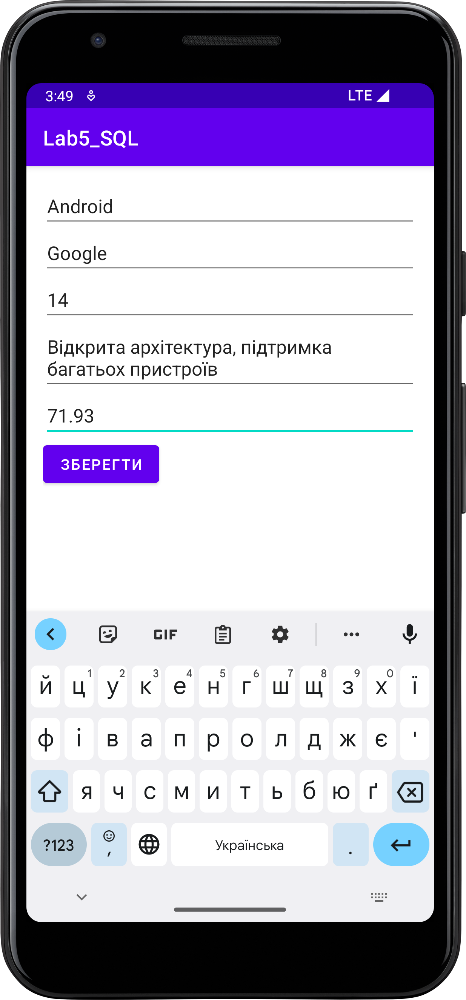 3:49 LTE
Lab5_SQL
Android
Google
14
Відкрита архітектура, підтримка
багатьох пристроїв
71.93
ЗБЕРЕГТИ
GIF
й ц 1 у 2 к 3 е 4 н 5 г 6 ш 7 щ 8 з 9 х 0 ї
ф і в а п р о л д ж є '
я ч с м и т ь б ю ґ
?123 , Українська .